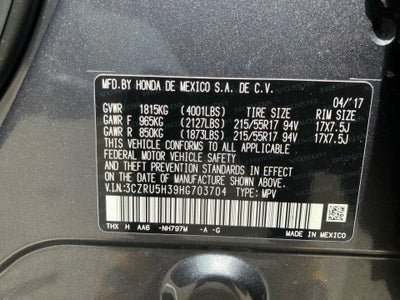 MFD.BY HONDA DE MEXICO S.A. DE C.V.
04/'17
GVWR 1815KG (4001LBS) TIRE SIZE RIM SIZE
GAWR F 965KG (2127LBS) 215/55R17 94V 17X7.5J
GAWR R 850KG (1873LBS) 215/55R17 94V 17X7.5J
THIS VEHICLE CONFORMS TO ALL APPLICABLE
FEDERAL MOTOR VEHICLE SAFETY, BUMPER,
AND THEFT PREVENTION STANDARDS IN EFFECT ON THE
DATE OF MANUFACTURE SHOWN ABOVE.
V.I.N:3CZRU5H39HG703704 TYPE: MPV
THX H AA6 -NH797M -A -G
MADE IN MEXICO